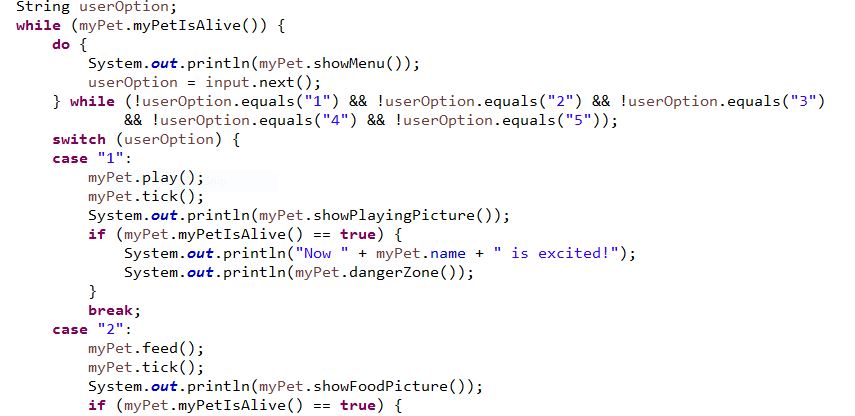 String userOption;
while (myPet.myPetIsAlive()) {
do {
System.out.println(myPet.showMenu());
userOption = input.next();
} while (!userOption.equals("1") && !userOption.equals("2") && !userOption.equals("3")
&& !userOption.equals("4") && !userOption.equals("5"));
switch (userOption) {
case "1":
myPet.play();
myPet.tick();
System.out.println(myPet.showPlayingPicture());
if (myPet.myPetIsAlive() == true) {
System.out.println("Now " + myPet.name + " is excited!");
System.out.println(myPet.dangerZone());
}
break;
case "2":
myPet.feed();
myPet.tick();
System.out.println(myPet.showFoodPicture());
if (myPet.myPetIsAlive() == true) {